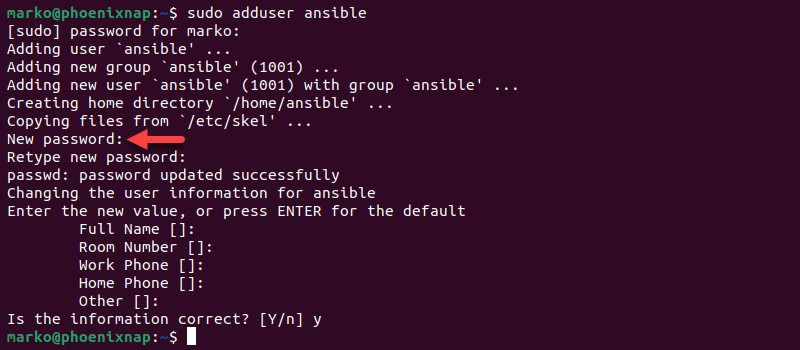 marko@phoenixnap:~$ sudo adduser ansible
[sudo] password for marko:
Adding user `ansible' ...
Adding new group `ansible' (1001) ...
Adding new user `ansible' (1001) with group `ansible' ...
Creating home directory `/home/ansible' ...
Copying files from `/etc/skel' ...
New password:
Retype new password:
passwd: password updated successfully
Changing the user information for ansible
Enter the new value, or press ENTER for the default
        Full Name []:
        Room Number []:
        Work Phone []:
        Home Phone []:
        Other []:
Is the information correct? [Y/n] y
marko@phoenixnap:~$